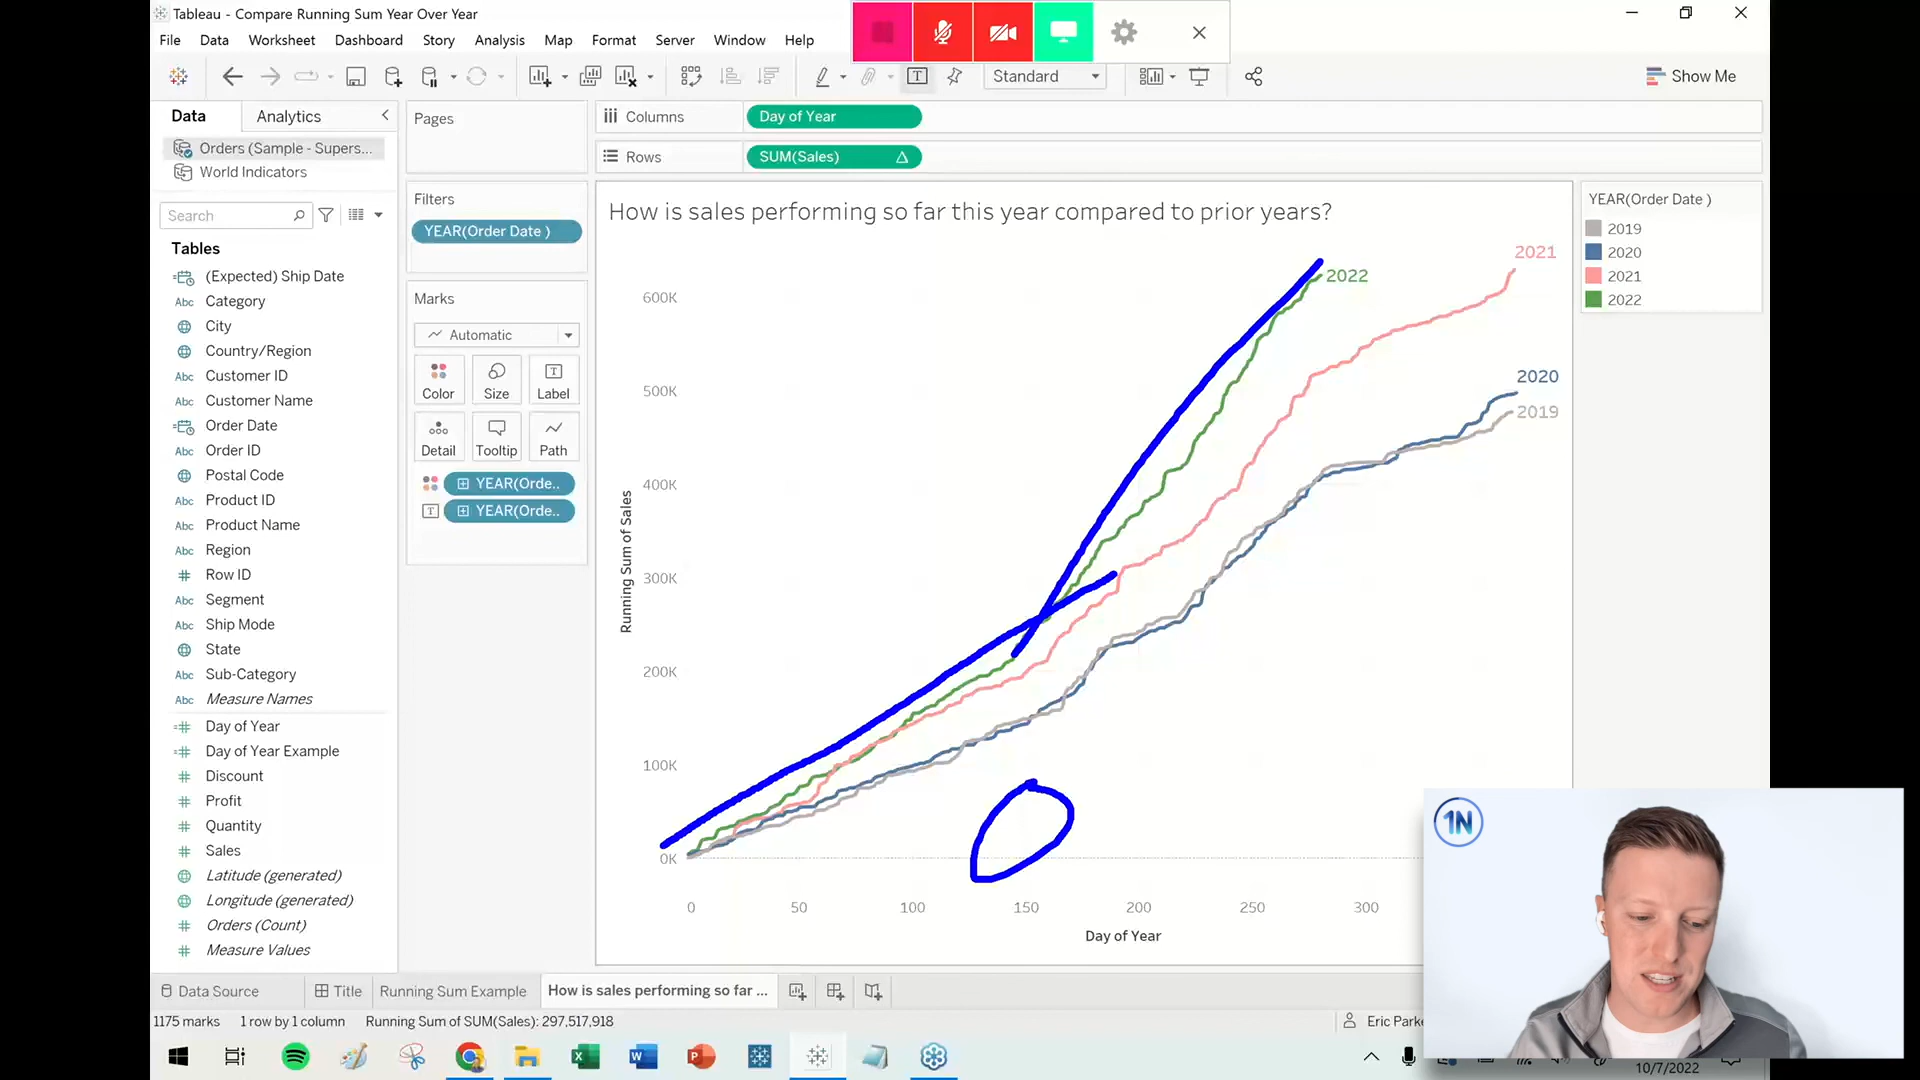 Tableau - Compare Running Sum Year Over Year
File Data Worksheet Dashboard Story Analysis Map Format Server Window Help
Standard
Show Me
Data Analytics
Orders (Sample - Supers...
World Indicators
Search
Tables
(Expected) Ship Date
Category
City
Country/Region
Customer ID
Customer Name
Order Date
Order ID
Postal Code
Product ID
Product Name
Region
Row ID
Segment
Ship Mode
State
Sub-Category
Measure Names
Day of Year
Day of Year Example
Discount
Profit
Quantity
Sales
Latitude (generated)
Longitude (generated)
Orders (Count)
Measure Values
Pages
Filters
YEAR(Order Date )
Marks
Automatic
Color Size Label
Detail Tooltip Path
YEAR(Orde..
YEAR(Orde..
Columns Day of Year
Rows SUM(Sales)
How is sales performing so far this year compared to prior years?
600K
500K
400K
300K
200K
100K
0K
Running Sum of Sales
2021
2022
2020
2019
0 50 100 150 200 250 300
Day of Year
YEAR(Order Date )
2019
2020
2021
2022
1N
Data Source Title Running Sum Example How is sales performing so far ...
1175 marks 1 row by 1 column Running Sum of SUM(Sales): 297,517,918
Eric Parke
10/7/2022